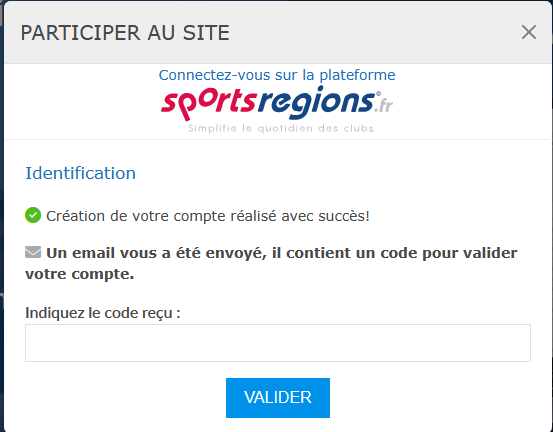 PARTICIPER AU SITE
Connectez-vous sur la plateforme
sportsregions.fr
Simplifie le quotidien des clubs
Identification
Création de votre compte réalisé avec succès!
Un email vous a été envoyé, il contient un code pour valider
votre compte.
Indiquez le code reçu :
VALIDER